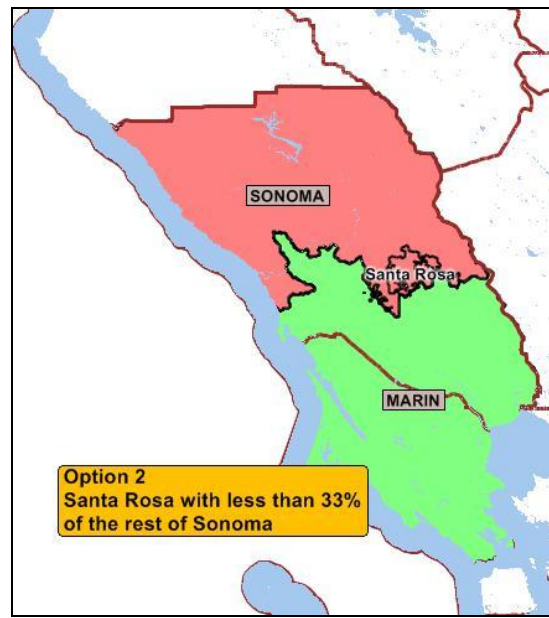 SONOMA
Santa Rosa
MARIN
Option 2
Santa Rosa with less than 33%
of the rest of Sonoma